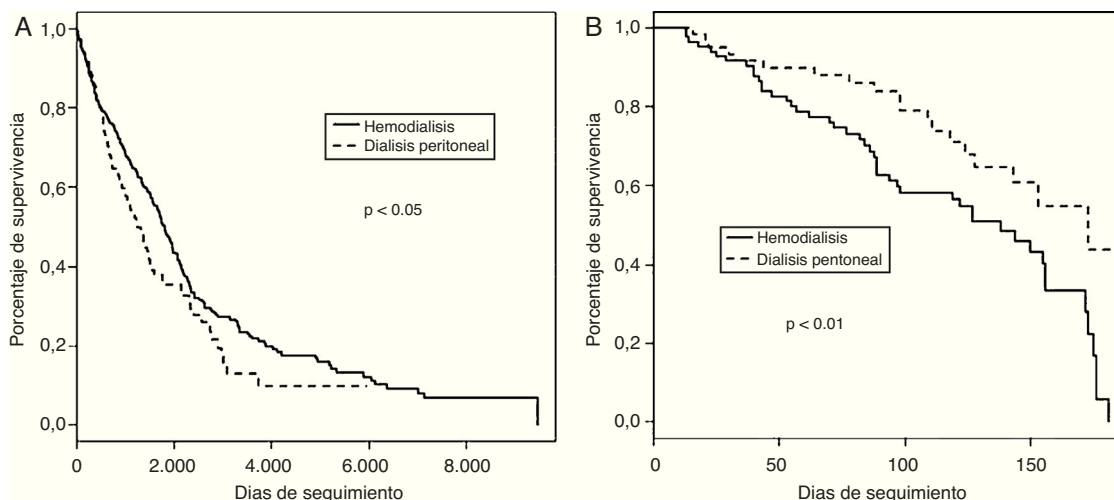 A
1,0
0,8
0,6
0,4
0,2
0,0
Porcentaje de supervivencia
Hemodialisis
Dialisis peritoneal
p < 0.05
0 2.000 4.000 6.000 8.000
Dias de seguimiento
B
1,0
0,8
0,6
0,4
0,2
0,0
Porcentaje de supervivencia
Hemodialisis
Dialisis pentoneal
p < 0.01
0 50 100 150
Dias de seguimiento